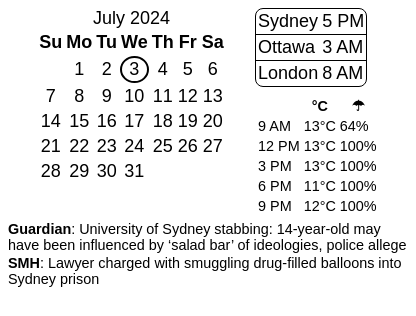 July 2024
Su Mo Tu We Th Fr Sa
1 2 3 4 5 6
7 8 9 10 11 12 13
14 15 16 17 18 19 20
21 22 23 24 25 26 27
28 29 30 31
Sydney 5 PM
Ottawa 3 AM
London 8 AM
°C ☂
9 AM 13°C 64%
12 PM 13°C 100%
3 PM 13°C 100%
6 PM 11°C 100%
9 PM 12°C 100%
Guardian: University of Sydney stabbing: 14-year-old may
have been influenced by ‘salad bar’ of ideologies, police allege
SMH: Lawyer charged with smuggling drug-filled balloons into
Sydney prison